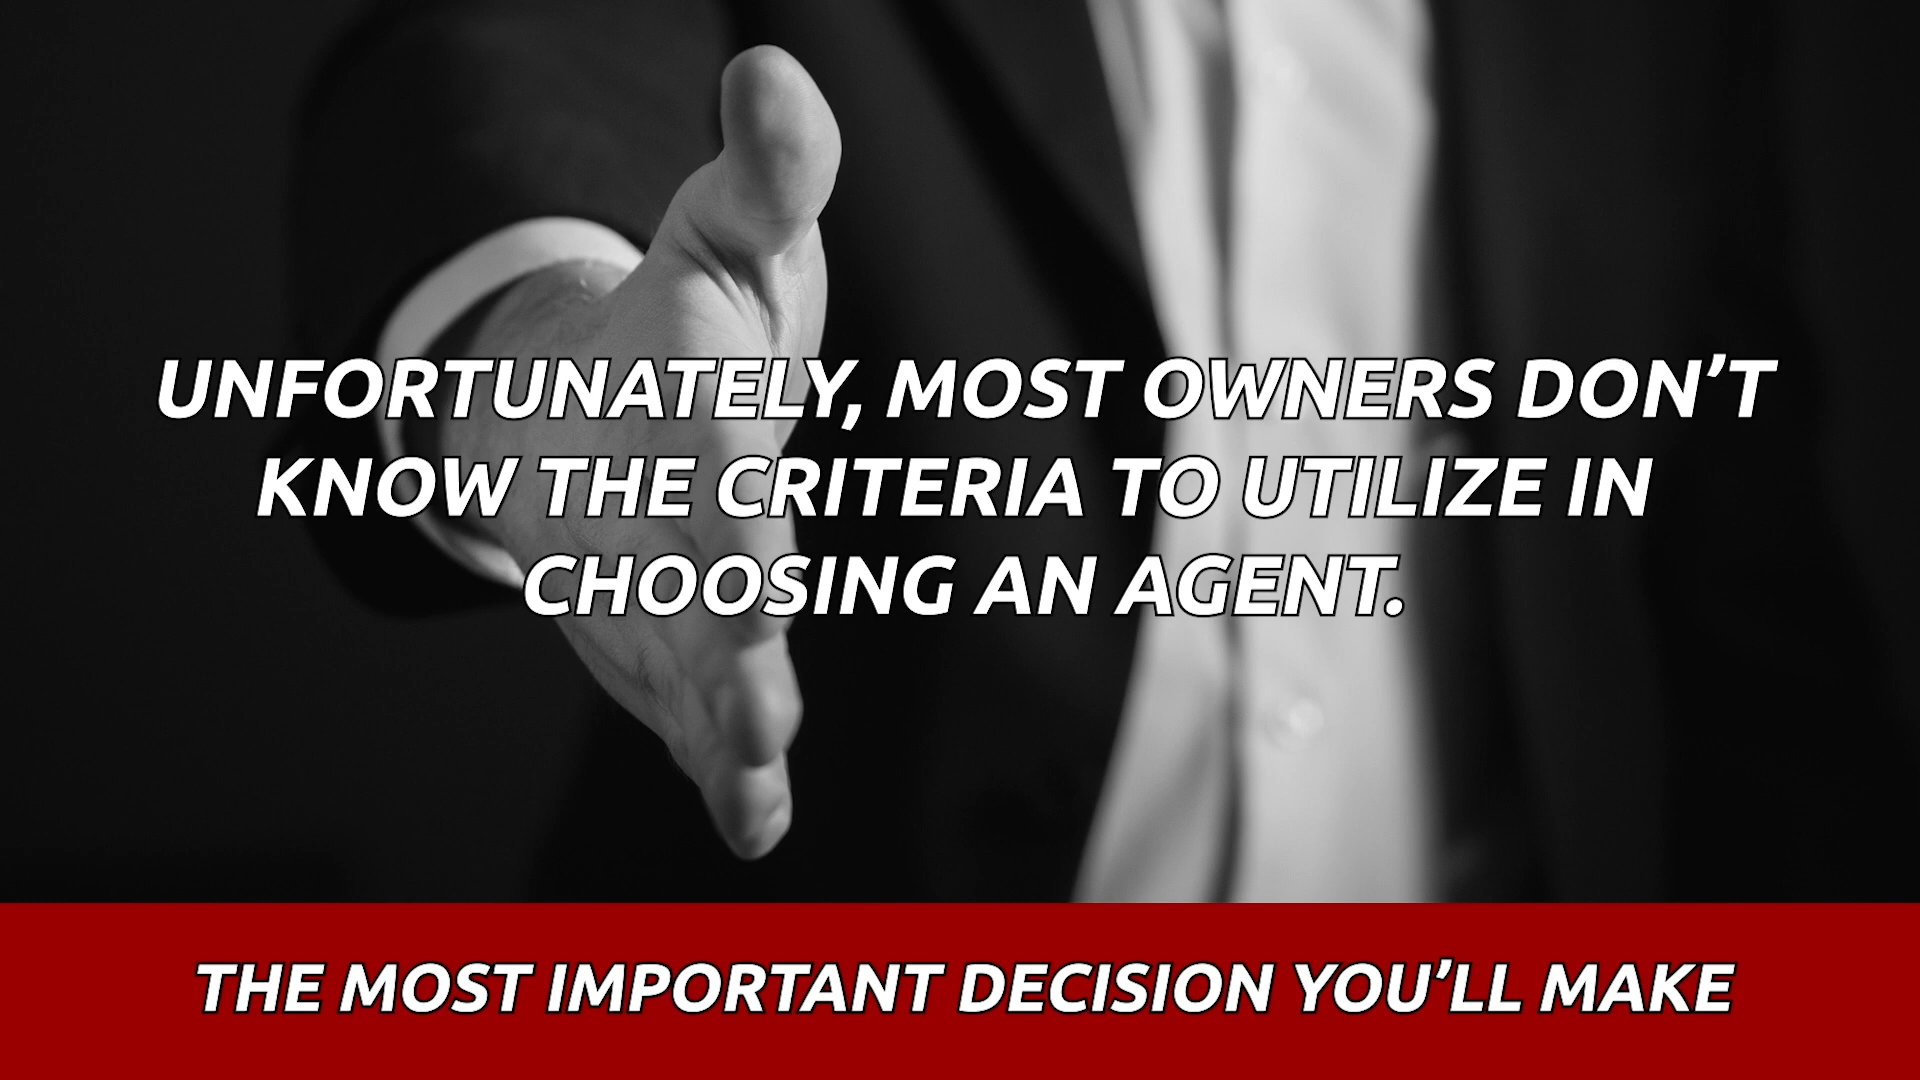 UNFORTUNATELY, MOST OWNERS DON’T
KNOW THE CRITERIA TO UTILIZE IN
CHOOSING AN AGENT.
THE MOST IMPORTANT DECISION YOU’LL MAKE